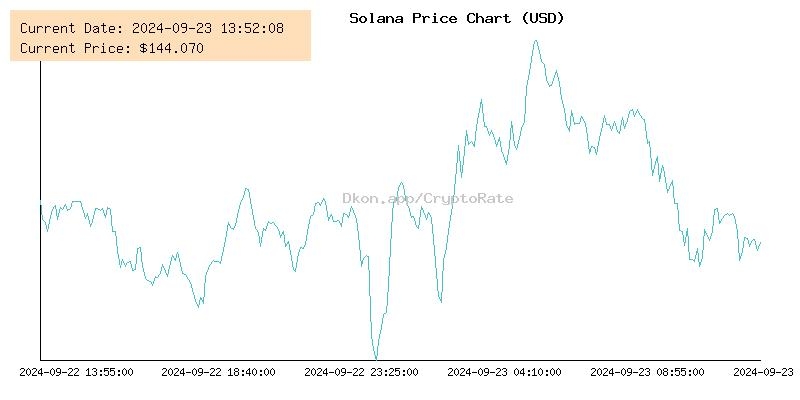 Solana Price Chart (USD)
Current Date: 2024-09-23 13:52:08
Current Price: $144.070
Dkon.app/CryptoRate
2024-09-22 13:55:00 2024-09-22 18:40:00 2024-09-22 23:25:00 2024-09-23 04:10:00 2024-09-23 08:55:00 2024-09-23